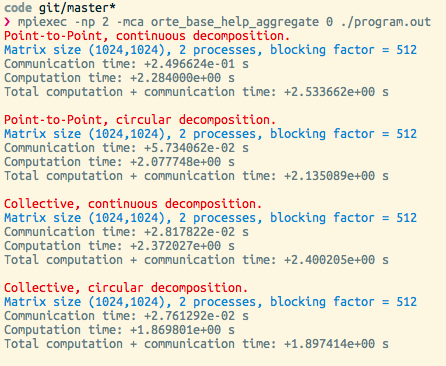 code git/master*
❯ mpiexec -np 2 -mca orte_base_help_aggregate 0 ./program.out
Point-to-Point, continuous decomposition.
Matrix size (1024,1024), 2 processes, blocking factor = 512
Communication time: +2.496624e-01 s
Computation time: +2.284000e+00 s
Total computation + communication time: +2.533662e+00 s

Point-to-Point, circular decomposition.
Matrix size (1024,1024), 2 processes, blocking factor = 512
Communication time: +5.734062e-02 s
Computation time: +2.077748e+00 s
Total computation + communication time: +2.135089e+00 s

Collective, continuous decomposition.
Matrix size (1024,1024), 2 processes, blocking factor = 512
Communication time: +2.817822e-02 s
Computation time: +2.372027e+00 s
Total computation + communication time: +2.400205e+00 s

Collective, circular decomposition.
Matrix size (1024,1024), 2 processes, blocking factor = 512
Communication time: +2.761292e-02 s
Computation time: +1.869801e+00 s
Total computation + communication time: +1.897414e+00 s